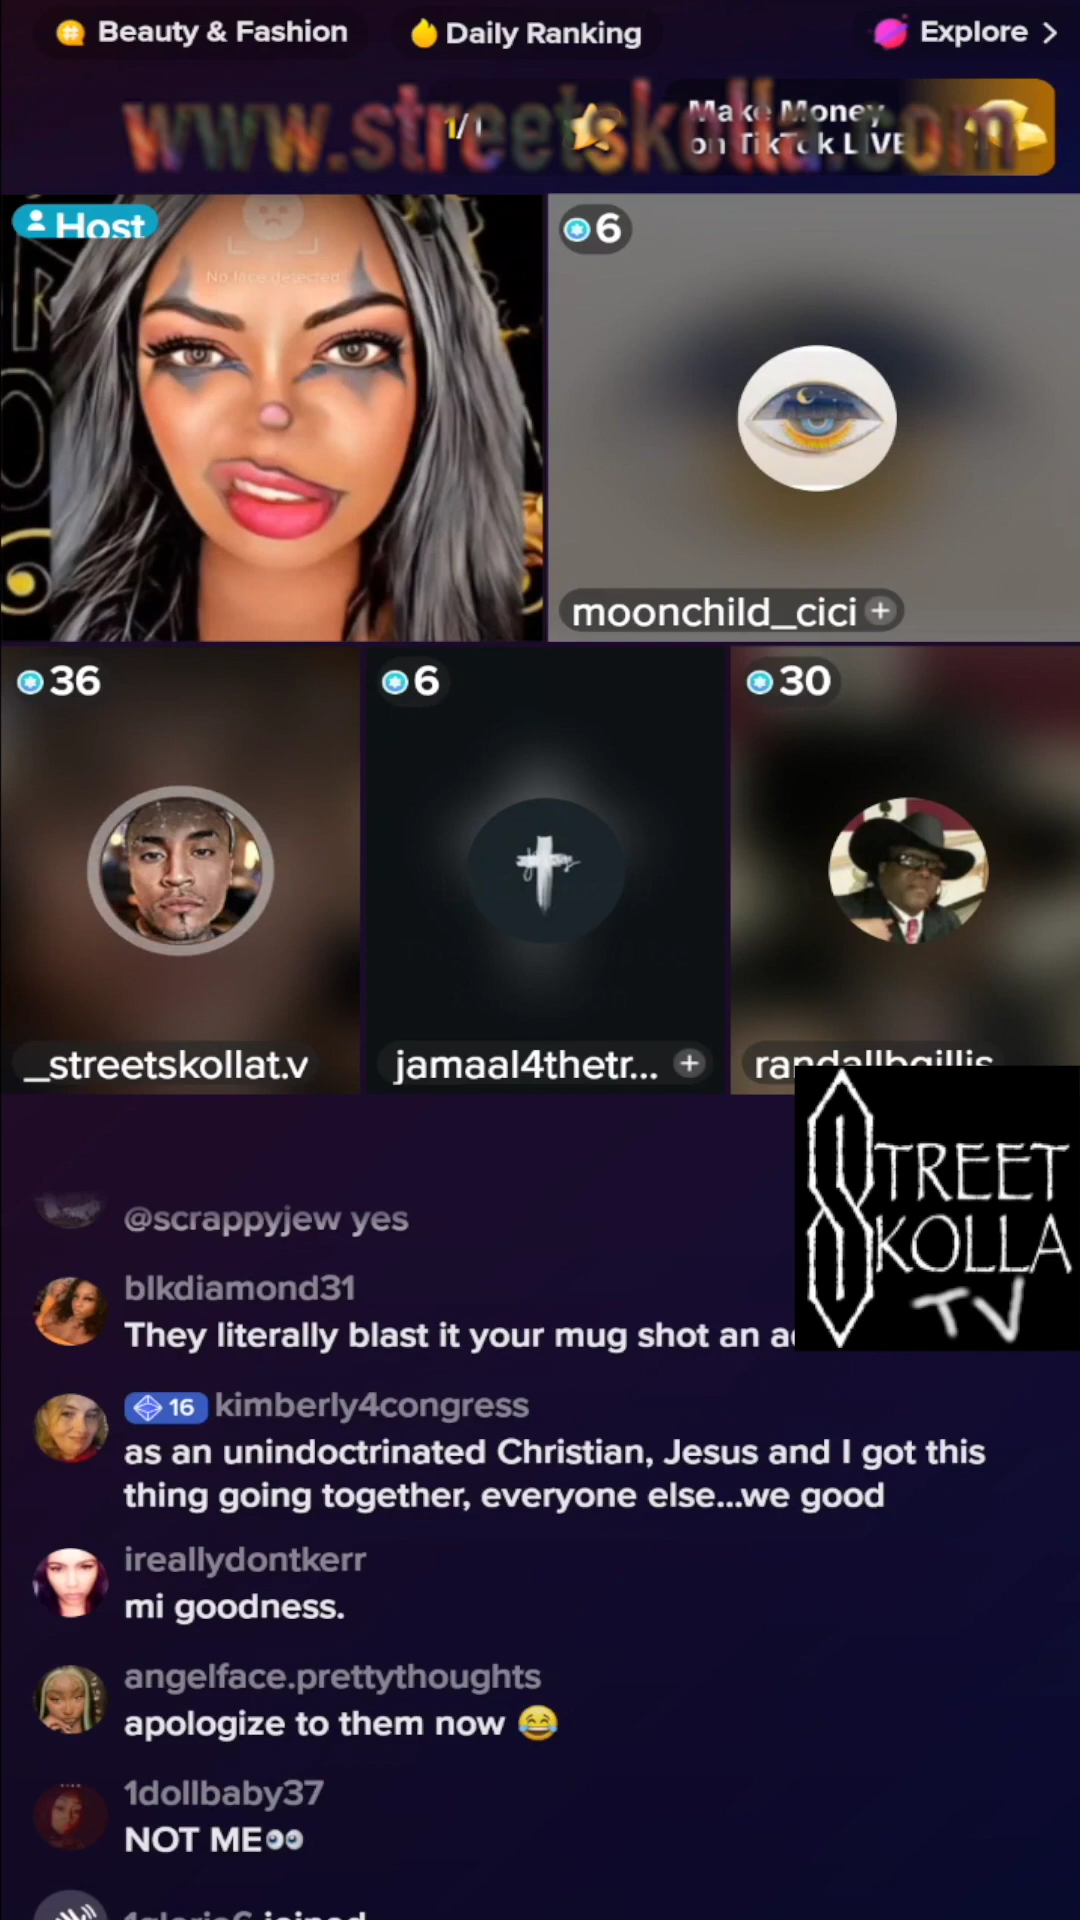 Beauty & Fashion
Daily Ranking
Explore >
www.streetskolla.com
1/
Make Money
on TikTok LIVE
Host
No face detected
6
moonchild_cici +
36
6
30
_streetskollat.v
jamaal4thetr... +
randallbgillis
STREET
SKOLLA
TV
@scrappyjew yes
blkdiamond31
They literally blast it your mug shot an
16 kimberly4congress
as an unindoctrinated Christian, Jesus and I got this
thing going together, everyone else...we good
ireallydontkerr
mi goodness.
angelface.prettythoughts
apologize to them now 😂
1dollbaby37
NOT ME👀
joined